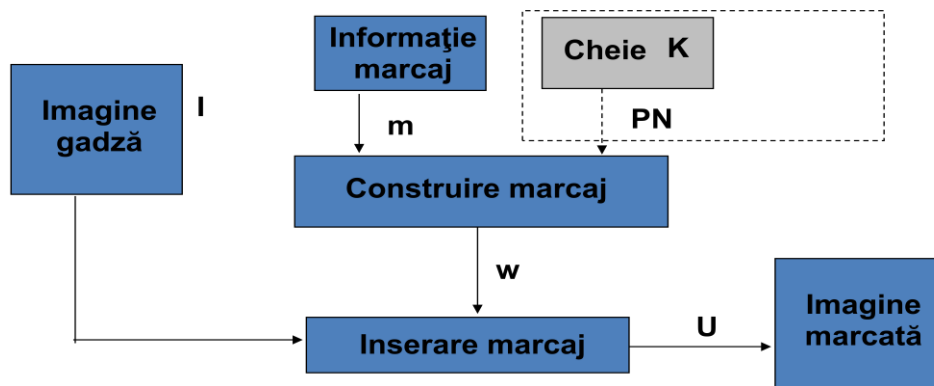 Informaţie
marcaj
Cheie K
Imagine
gadză
I
m
PN
Construire marcaj
w
Inserare marcaj
U
Imagine
marcată